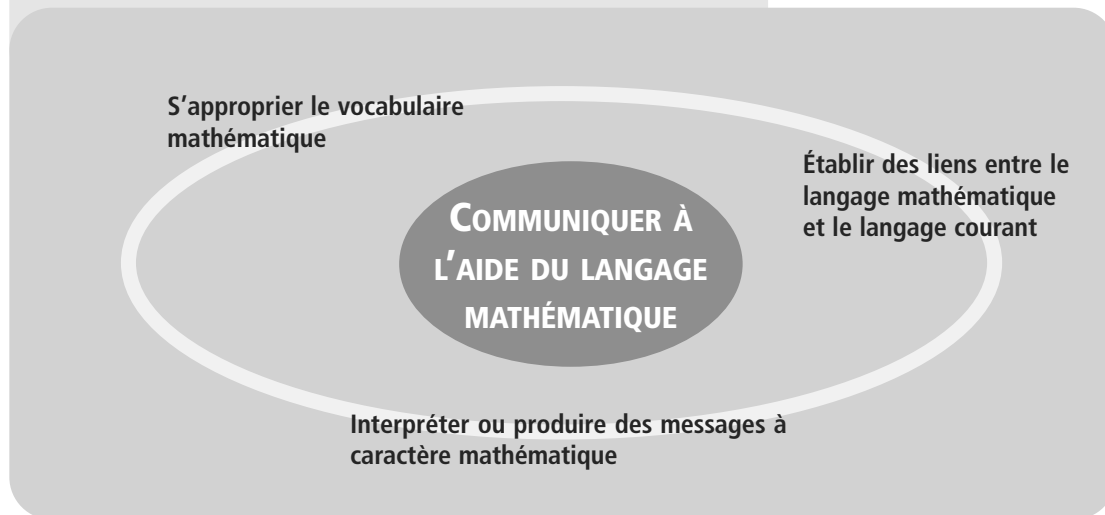 S'approprier le vocabulaire
mathématique
Établir des liens entre le
langage mathématique
et le langage courant
COMMUNIQUER À
L'AIDE DU LANGAGE
MATHÉMATIQUE
Interpréter ou produire des messages à
caractère mathématique